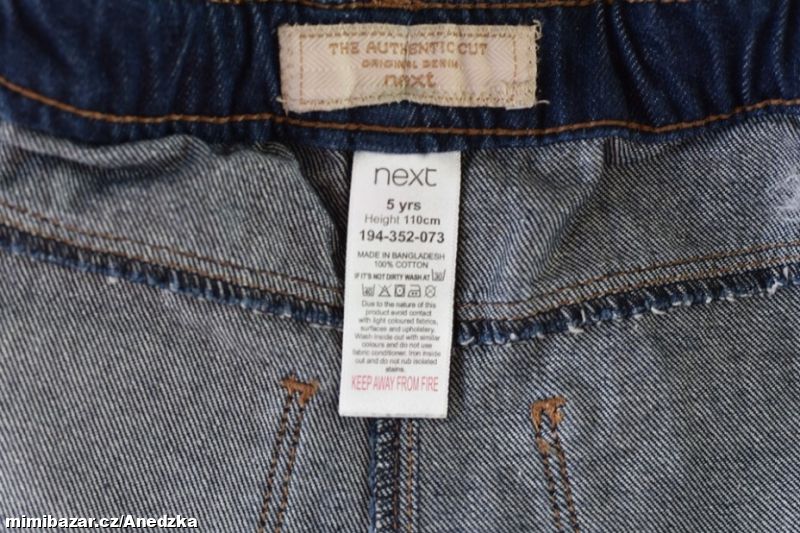 THE AUTHENTIC CUT
ORIGINAL DENIM
next
next
5 yrs
Height 110cm
194-352-073
MADE IN BANGLADESH
100% COTTON
IF IT'S NOT DIRTY WASH AT 30
40
Due to the nature of this
product avoid contact
with light coloured fabrics,
surfaces and upholstery.
Wash inside out with similar
colours and do not use
fabric conditioner. Iron inside
out and do not rub isolated
stains.
KEEP AWAY FROM FIRE
mimibazar.cz/Anedzka